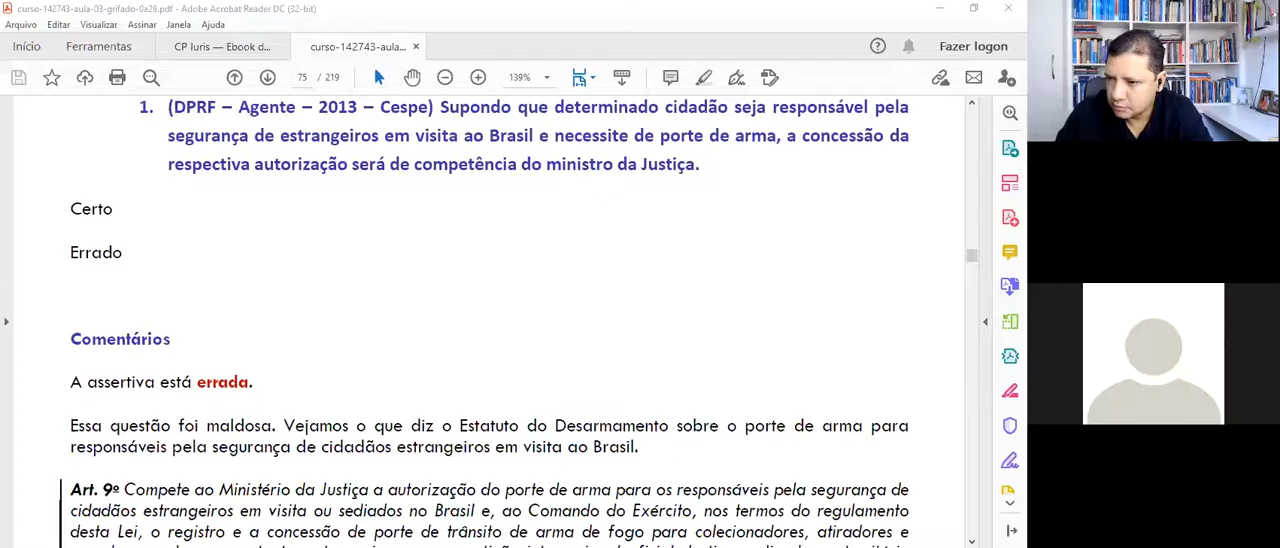 curso-142743-aula-03-grifado-0a29.pdf - Adobe Acrobat Reader DC (32-bit)
Arquivo Editar Visualizar Assinar Janela Ajuda
Início Ferramentas CP Iuris – Ebook d... curso-142743-aula... × Fazer logon
75 / 219 139%
1. (DPRF – Agente – 2013 – Cespe) Supondo que determinado cidadão seja responsável pela
segurança de estrangeiros em visita ao Brasil e necessite de porte de arma, a concessão da
respectiva autorização será de competência do ministro da Justiça.
Certo
Errado
Comentários
A assertiva está errada.
Essa questão foi maldosa. Vejamos o que diz o Estatuto do Desarmamento sobre o porte de arma para
responsáveis pela segurança de cidadãos estrangeiros em visita ao Brasil.
Art. 9º Compete ao Ministério da Justiça a autorização do porte de arma para os responsáveis pela segurança de
cidadãos estrangeiros em visita ou sediados no Brasil e, ao Comando do Exército, nos termos do regulamento
desta Lei, o registro e a concessão de porte de trânsito de arma de fogo para colecionadores, atiradores e